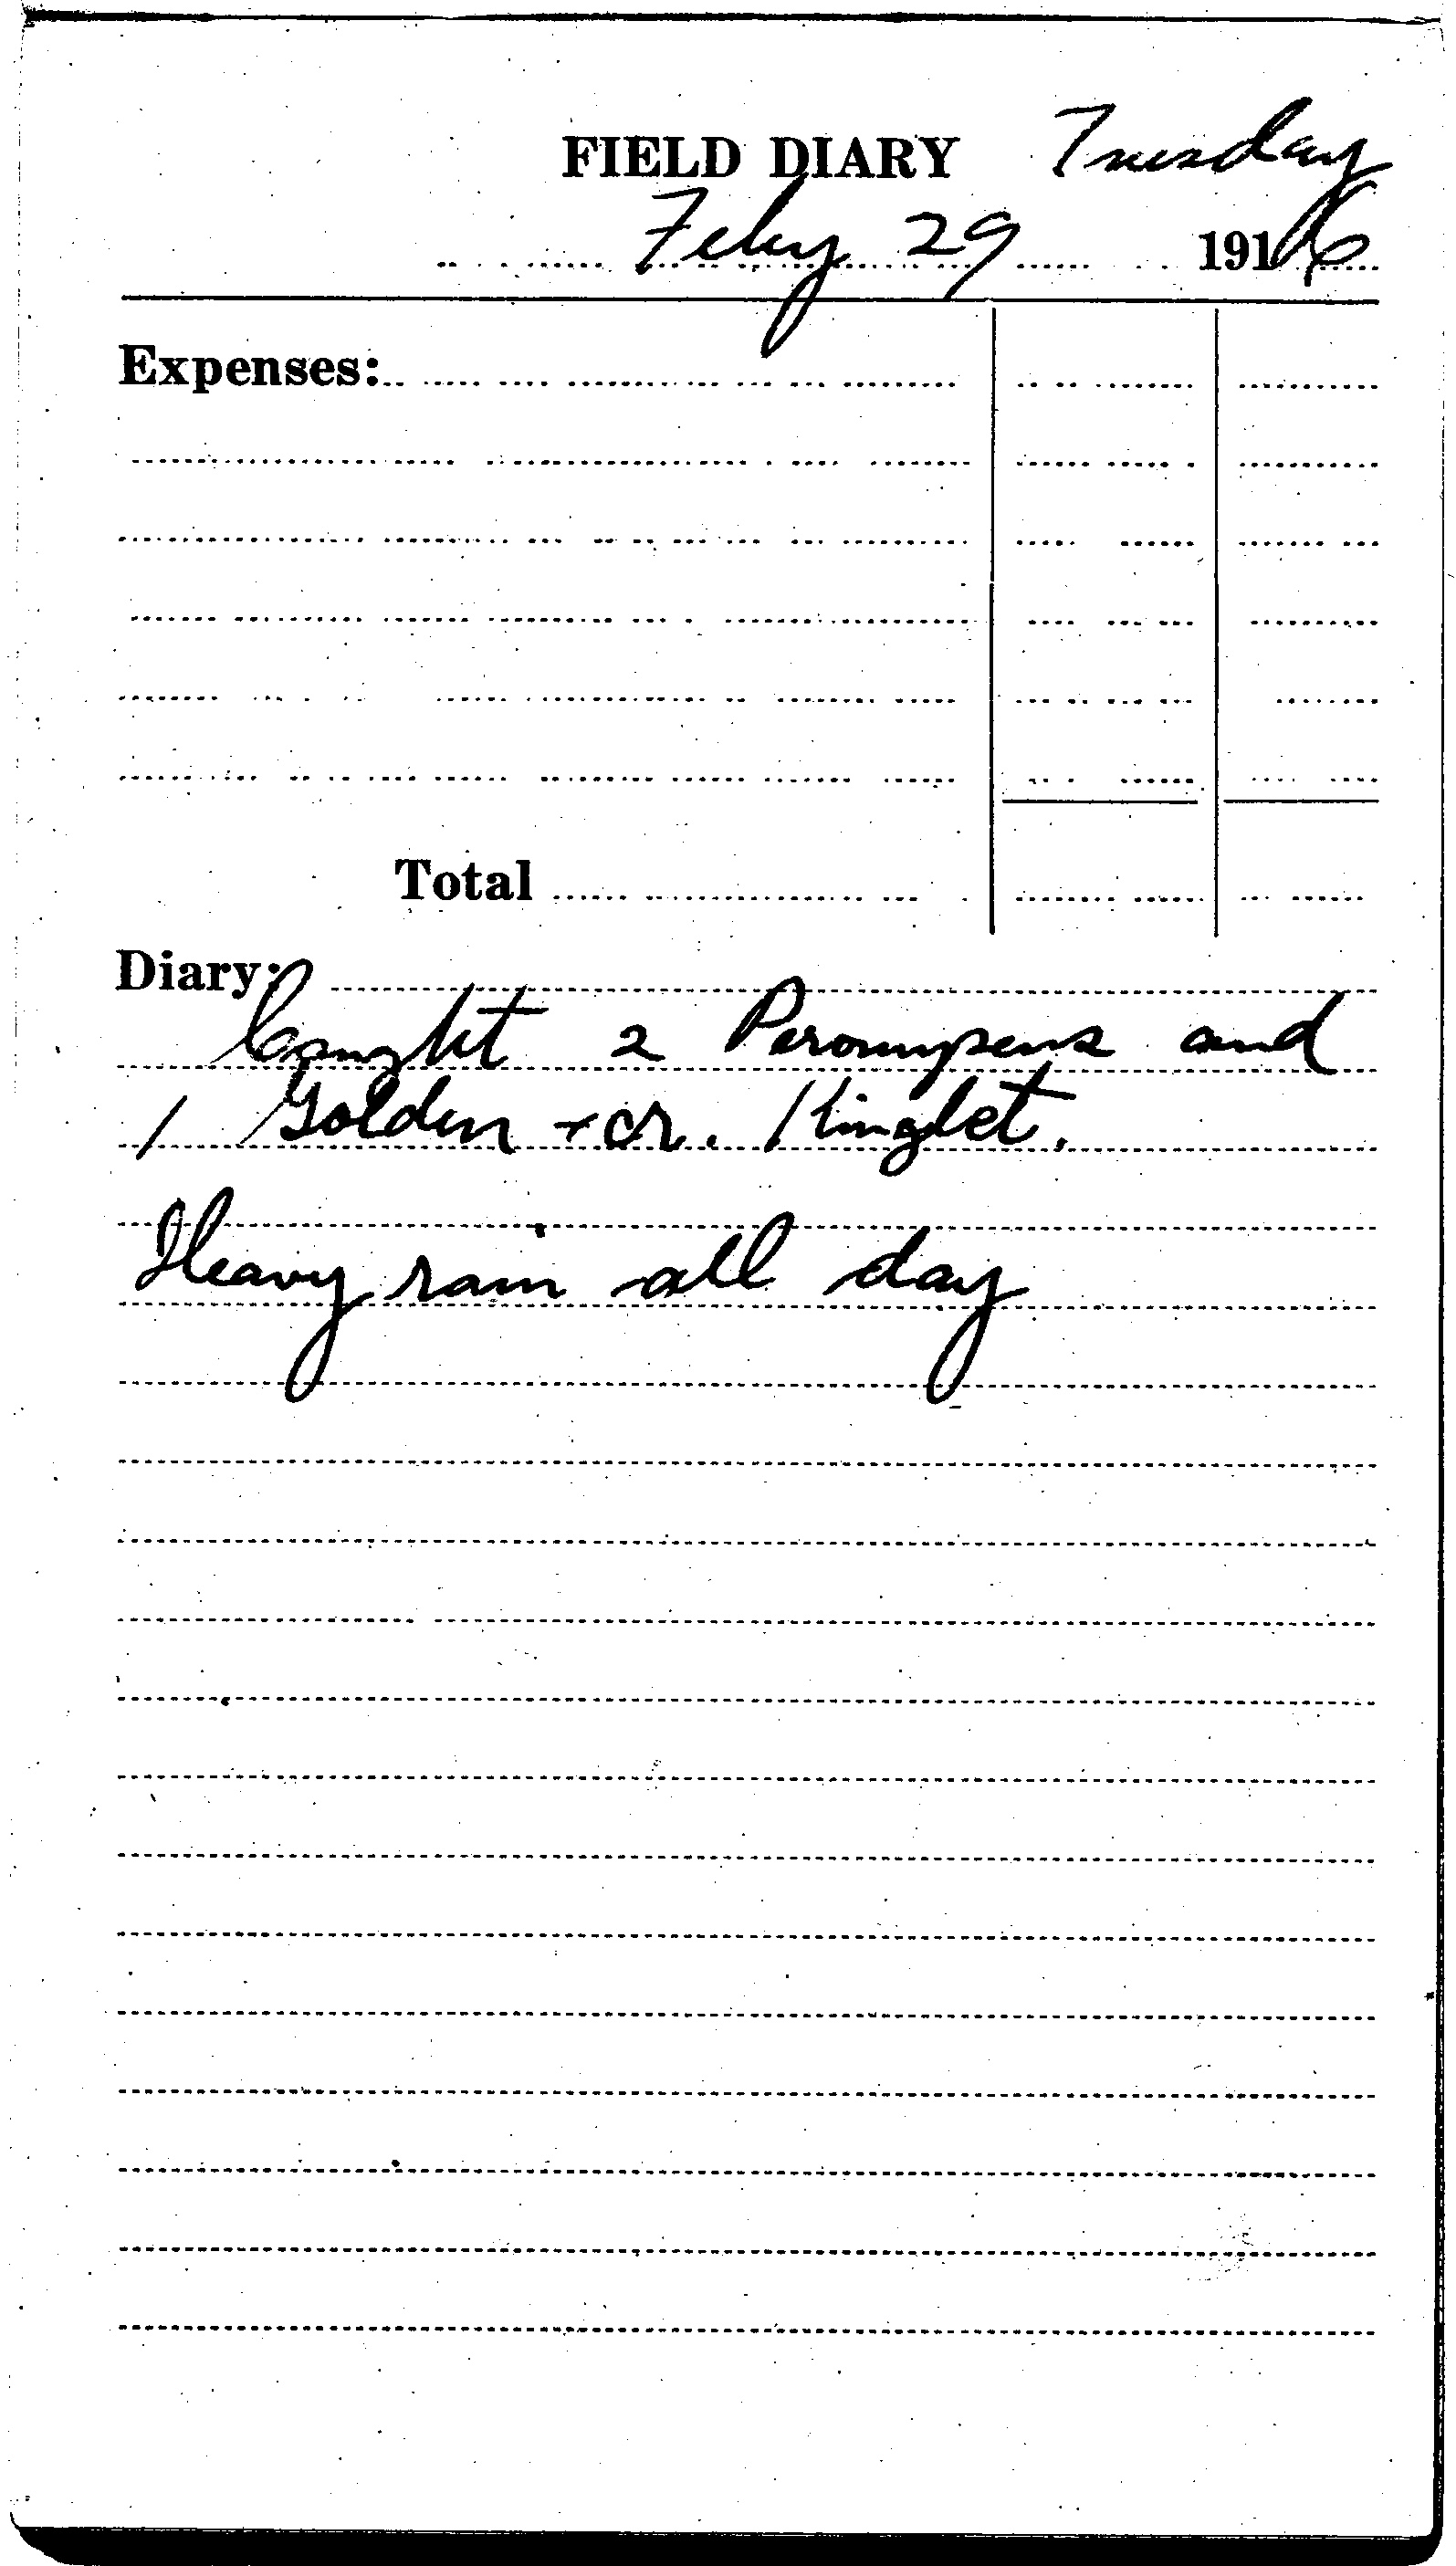 FIELD DIARY Tuesday
Feby 29 1916
Expenses:
Total
Diary:
Caught 2 Peromyscus and
1 Golden-cr. Kinglet.
Heavy rain all day